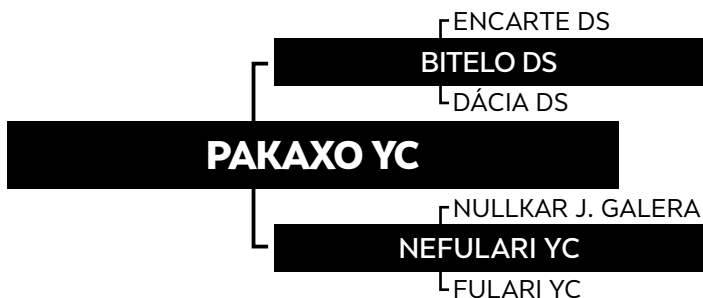 ENCARTE DS
BITELO DS
DÁCIA DS
PAKAXO YC
NULLKAR J. GALERA
NEFULARI YC
FULARI YC